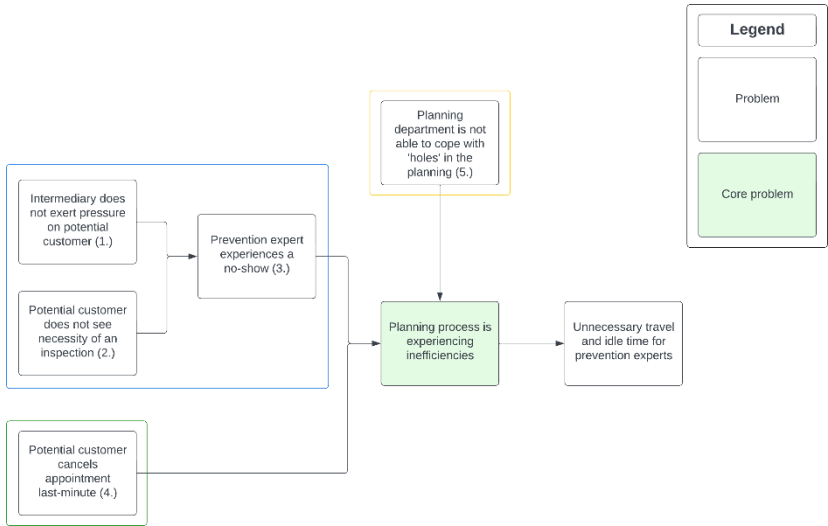 Legend
Problem
Core problem
Planning
department is not
able to cope with
'holes' in the
planning (5.)
Intermediary does
not exert pressure
on potential
customer (1.)
Prevention expert
experiences a
no-show (3.)
Potential customer
does not see
necessity of an
inspection (2.)
Planning process is
experiencing
inefficiencies
Unnecessary travel
and idle time for
prevention experts
Potential customer
cancels
appointment
last-minute (4.)